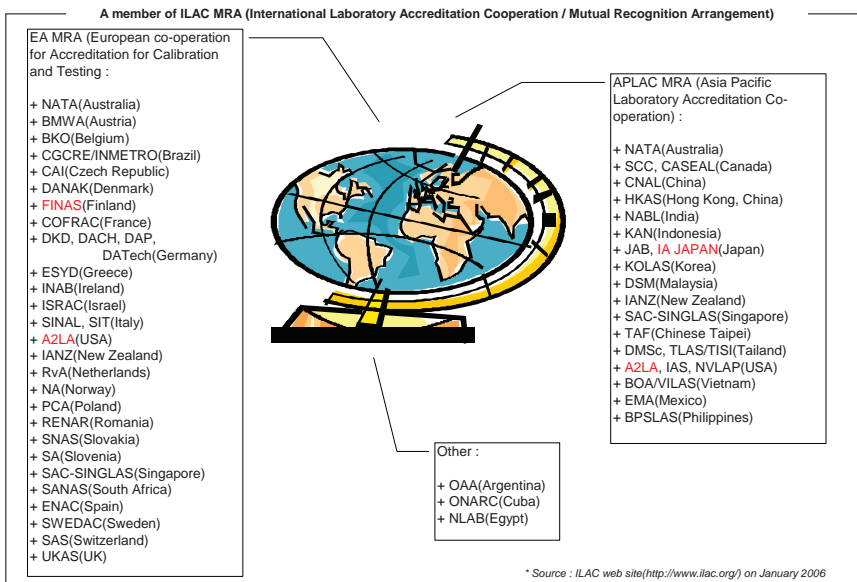 A member of ILAC MRA (International Laboratory Accreditation Cooperation / Mutual Recognition Arrangement)
EA MRA (European co-operation
for Accreditation for Calibration
and Testing :
+ NATA(Australia)
+ BMWA(Austria)
+ BKO(Belgium)
+ CGCRE/INMETRO(Brazil)
+ CAI(Czech Republic)
+ DANAK(Denmark)
+ FINAS(Finland)
+ COFRAC(France)
+ DKD, DACH, DAP,
DATech(Germany)
+ ESYD(Greece)
+ INAB(Ireland)
+ ISRAC(Israel)
+ SINAL, SIT(Italy)
+ A2LA(USA)
+ IANZ(New Zealand)
+ RvA(Netherlands)
+ NA(Norway)
+ PCA(Poland)
+ RENAR(Romania)
+ SNAS(Slovakia)
+ SA(Slovenia)
+ SAC-SINGLAS(Singapore)
+ SANAS(South Africa)
+ ENAC(Spain)
+ SWEDAC(Sweden)
+ SAS(Switzerland)
+ UKAS(UK)
APLAC MRA (Asia Pacific
Laboratory Accreditation Co-
operation) :
+ NATA(Australia)
+ SCC, CASEAL(Canada)
+ CNAL(China)
+ HKAS(Hong Kong, China)
+ NABL(India)
+ KAN(Indonesia)
+ JAB, IA JAPAN(Japan)
+ KOLAS(Korea)
+ DSM(Malaysia)
+ IANZ(New Zealand)
+ SAC-SINGLAS(Singapore)
+ TAF(Chinese Taipei)
+ DMSc, TLAS/TISI(Tailand)
+ A2LA, IAS, NVLAP(USA)
+ BOA/VILAS(Vietnam)
+ EMA(Mexico)
+ BPSLAS(Philippines)
Other :
+ OAA(Argentina)
+ ONARC(Cuba)
+ NLAB(Egypt)
* Source : ILAC web site(http://www.ilac.org/) on January 2006